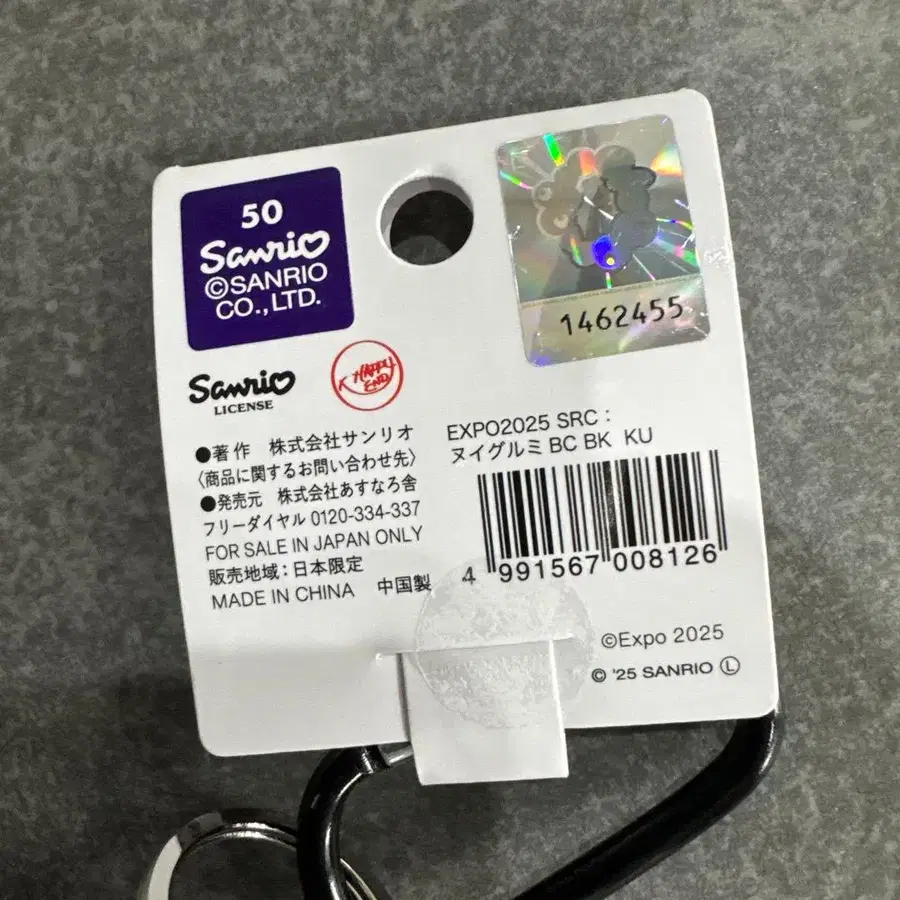 50
Sanrio
©SANRIO
CO., LTD.
1462455
Sanrio
LICENSE
HAPPY
END
●著作 株式会社サンリオ
〈商品に関するお問い合わせ先〉
●発売元 株式会社あすなろ舎
フリーダイヤル 0120-334-337
FOR SALE IN JAPAN ONLY
販売地域：日本限定
MADE IN CHINA 中国製
EXPO2025 SRC：
ヌイグルミ BC BK KU
4 991567 008126
©Expo 2025
© '25 SANRIO Ⓛ